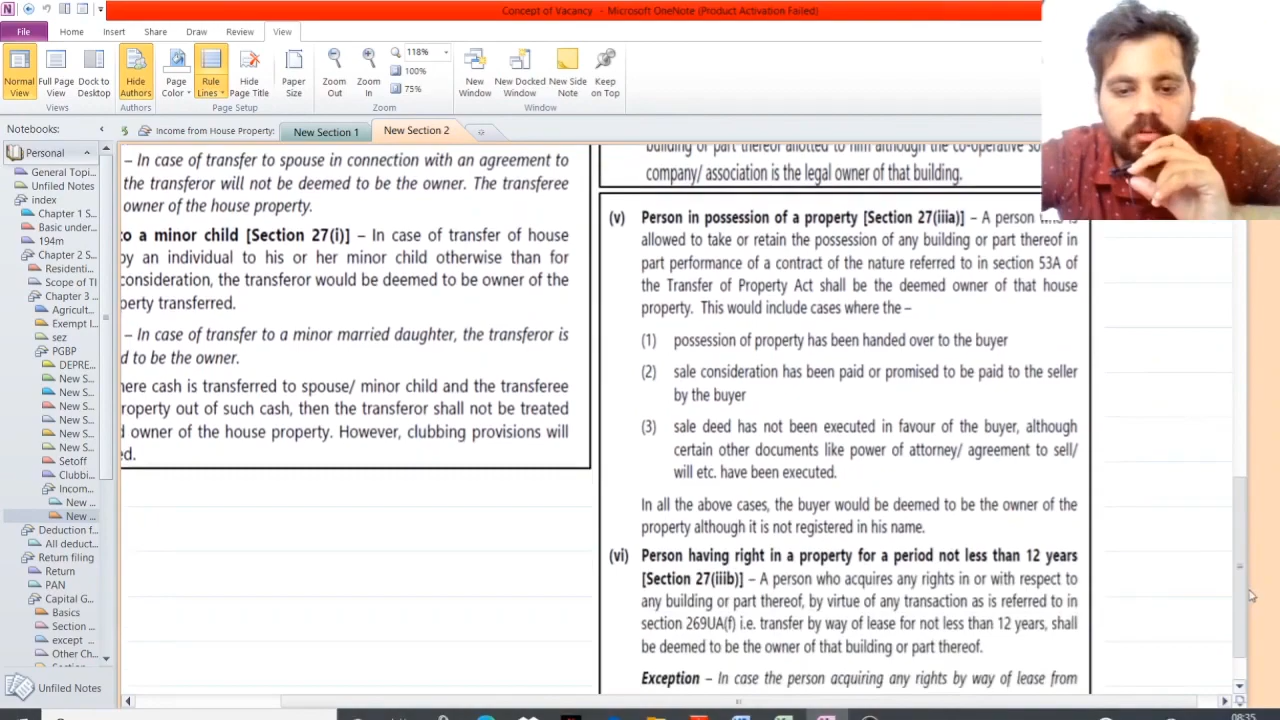 Concept of Vacancy - Microsoft OneNote (Product Activation Failed)
File Home Insert Share Draw Review View
Normal View
Full Page View
Dock to Desktop
Hide Authors
Page Color
Rule Lines
Hide Page Title
Paper Size
Zoom Out
Zoom In
118%
100%
75%
New Window
New Docked Window
New Side Note
Keep on Top
Views Authors Page Setup Zoom Window
Notebooks:
Income from House Property:
New Section 1
New Section 2
Personal
General Topi...
Unfiled Notes
index
Chapter 1 S...
Basic under...
194m
Chapter 2 S...
Residenti...
Scope of TI
Chapter 3 ...
Agricult...
Exempt I...
sez
PGBP
DEPRE...
New S...
New S...
New S...
New S...
New S...
New S...
Setoff
Clubbi...
Incom...
New ...
New ...
Deduction f...
All deduct...
Return filing
Return
PAN
Capital G...
Basics
Section ...
except ...
Other Ch...
Unfiled Notes
– In case of transfer to spouse in connection with an agreement to
the transferor will not be deemed to be the owner. The transferee
owner of the house property.
to a minor child [Section 27(i)] – In case of transfer of house
by an individual to his or her minor child otherwise than for
consideration, the transferor would be deemed to be owner of the
perty transferred.
– In case of transfer to a minor married daughter, the transferor is
d to be the owner.
here cash is transferred to spouse/ minor child and the transferee
roperty out of such cash, then the transferor shall not be treated
d owner of the house property. However, clubbing provisions will
ed.
building or part thereof allotted to him although the co-operative so
company/ association is the legal owner of that building.
(v) Person in possession of a property [Section 27(iiia)] – A person who is
allowed to take or retain the possession of any building or part thereof in
part performance of a contract of the nature referred to in section 53A of
the Transfer of Property Act shall be the deemed owner of that house
property. This would include cases where the –
(1) possession of property has been handed over to the buyer
(2) sale consideration has been paid or promised to be paid to the seller
by the buyer
(3) sale deed has not been executed in favour of the buyer, although
certain other documents like power of attorney/ agreement to sell/
will etc. have been executed.
In all the above cases, the buyer would be deemed to be the owner of the
property although it is not registered in his name.
(vi) Person having right in a property for a period not less than 12 years
[Section 27(iiib)] – A person who acquires any rights in or with respect to
any building or part thereof, by virtue of any transaction as is referred to in
section 269UA(f) i.e. transfer by way of lease for not less than 12 years, shall
be deemed to be the owner of that building or part thereof.
Exception – In case the person acquiring any rights by way of lease from
08:35